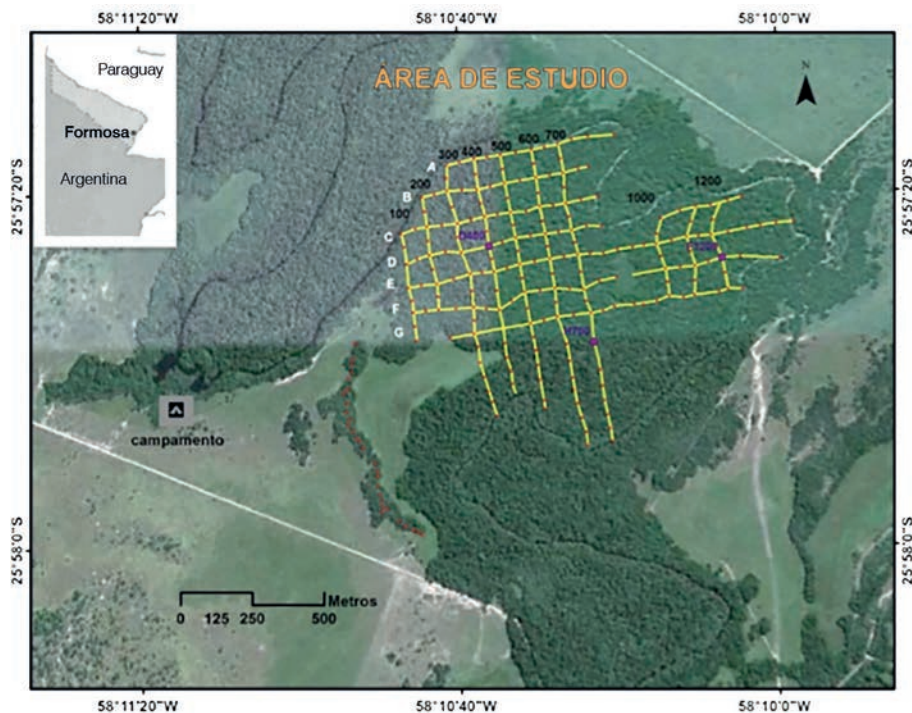 58°11'20"W 58°10'40"W 58°10'0"W
Paraguay
Formosa
Argentina
ÁREA DE ESTUDIO
N
25°57'20"S
25°57'20"S
100 200 300 400 500 600 700
1000 1200
A
B
C
D
E
F
G
campamento
Metros
0 125 250 500
25°58'0"S
25°58'0"S
58°11'20"W 58°10'40"W 58°10'0"W